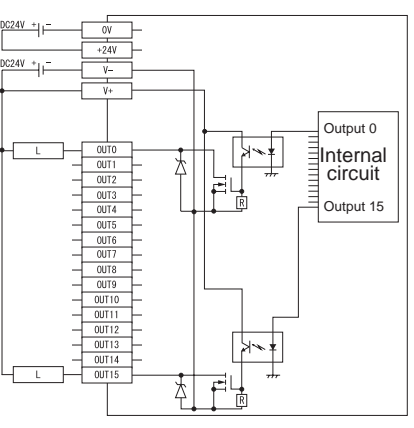 DC24V + −
0V
+24V
DC24V + −
V−
V+
L
OUT0
OUT1
OUT2
OUT3
OUT4
OUT5
OUT6
OUT7
OUT8
OUT9
OUT10
OUT11
OUT12
OUT13
OUT14
L
OUT15
R
R
Output 0
Internal
circuit
Output 15